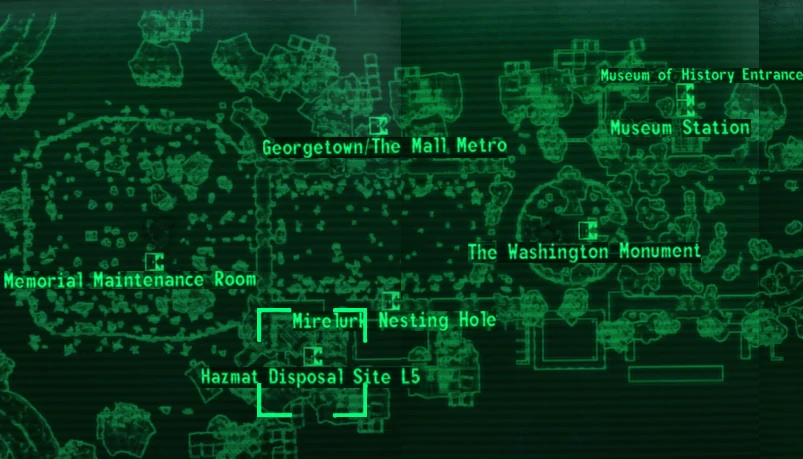 Museum of History Entrance
Museum Station
Georgetown/The Mall Metro
The Washington Monument
Memorial Maintenance Room
Mirelurk Nesting Hole
Hazmat Disposal Site L5